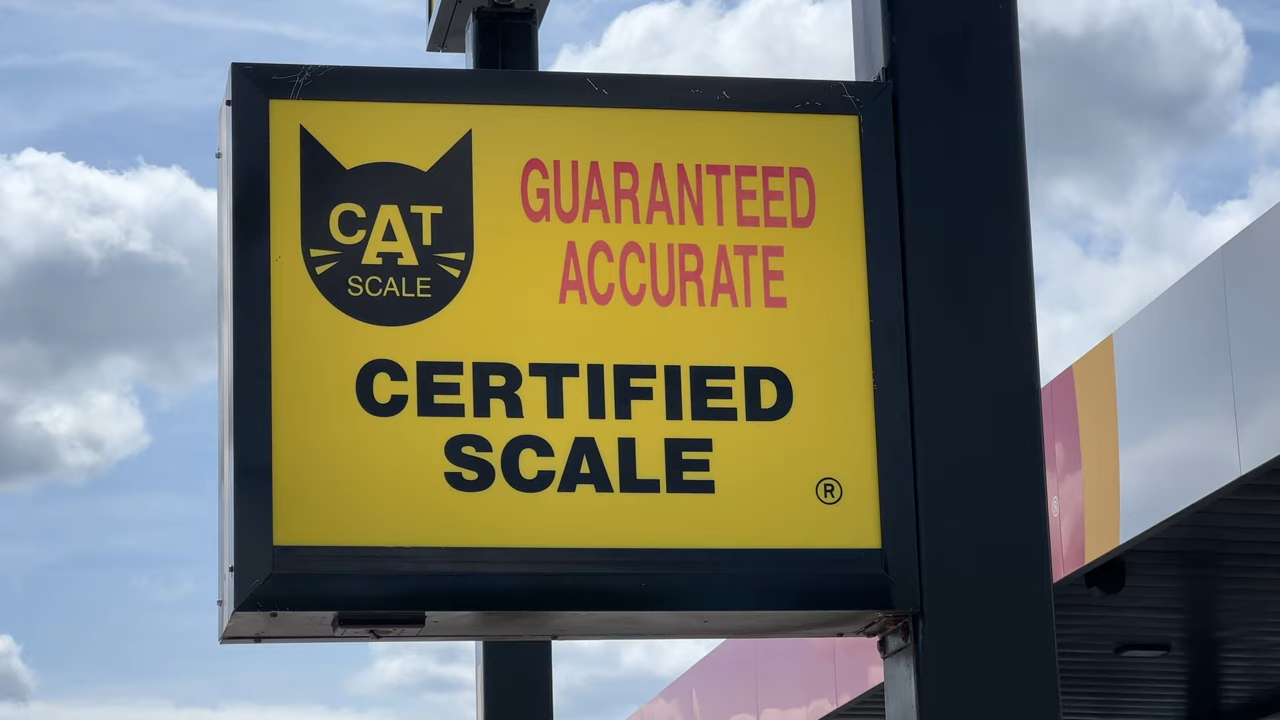 CAT
SCALE
GUARANTEED
ACCURATE
CERTIFIED
SCALE
®